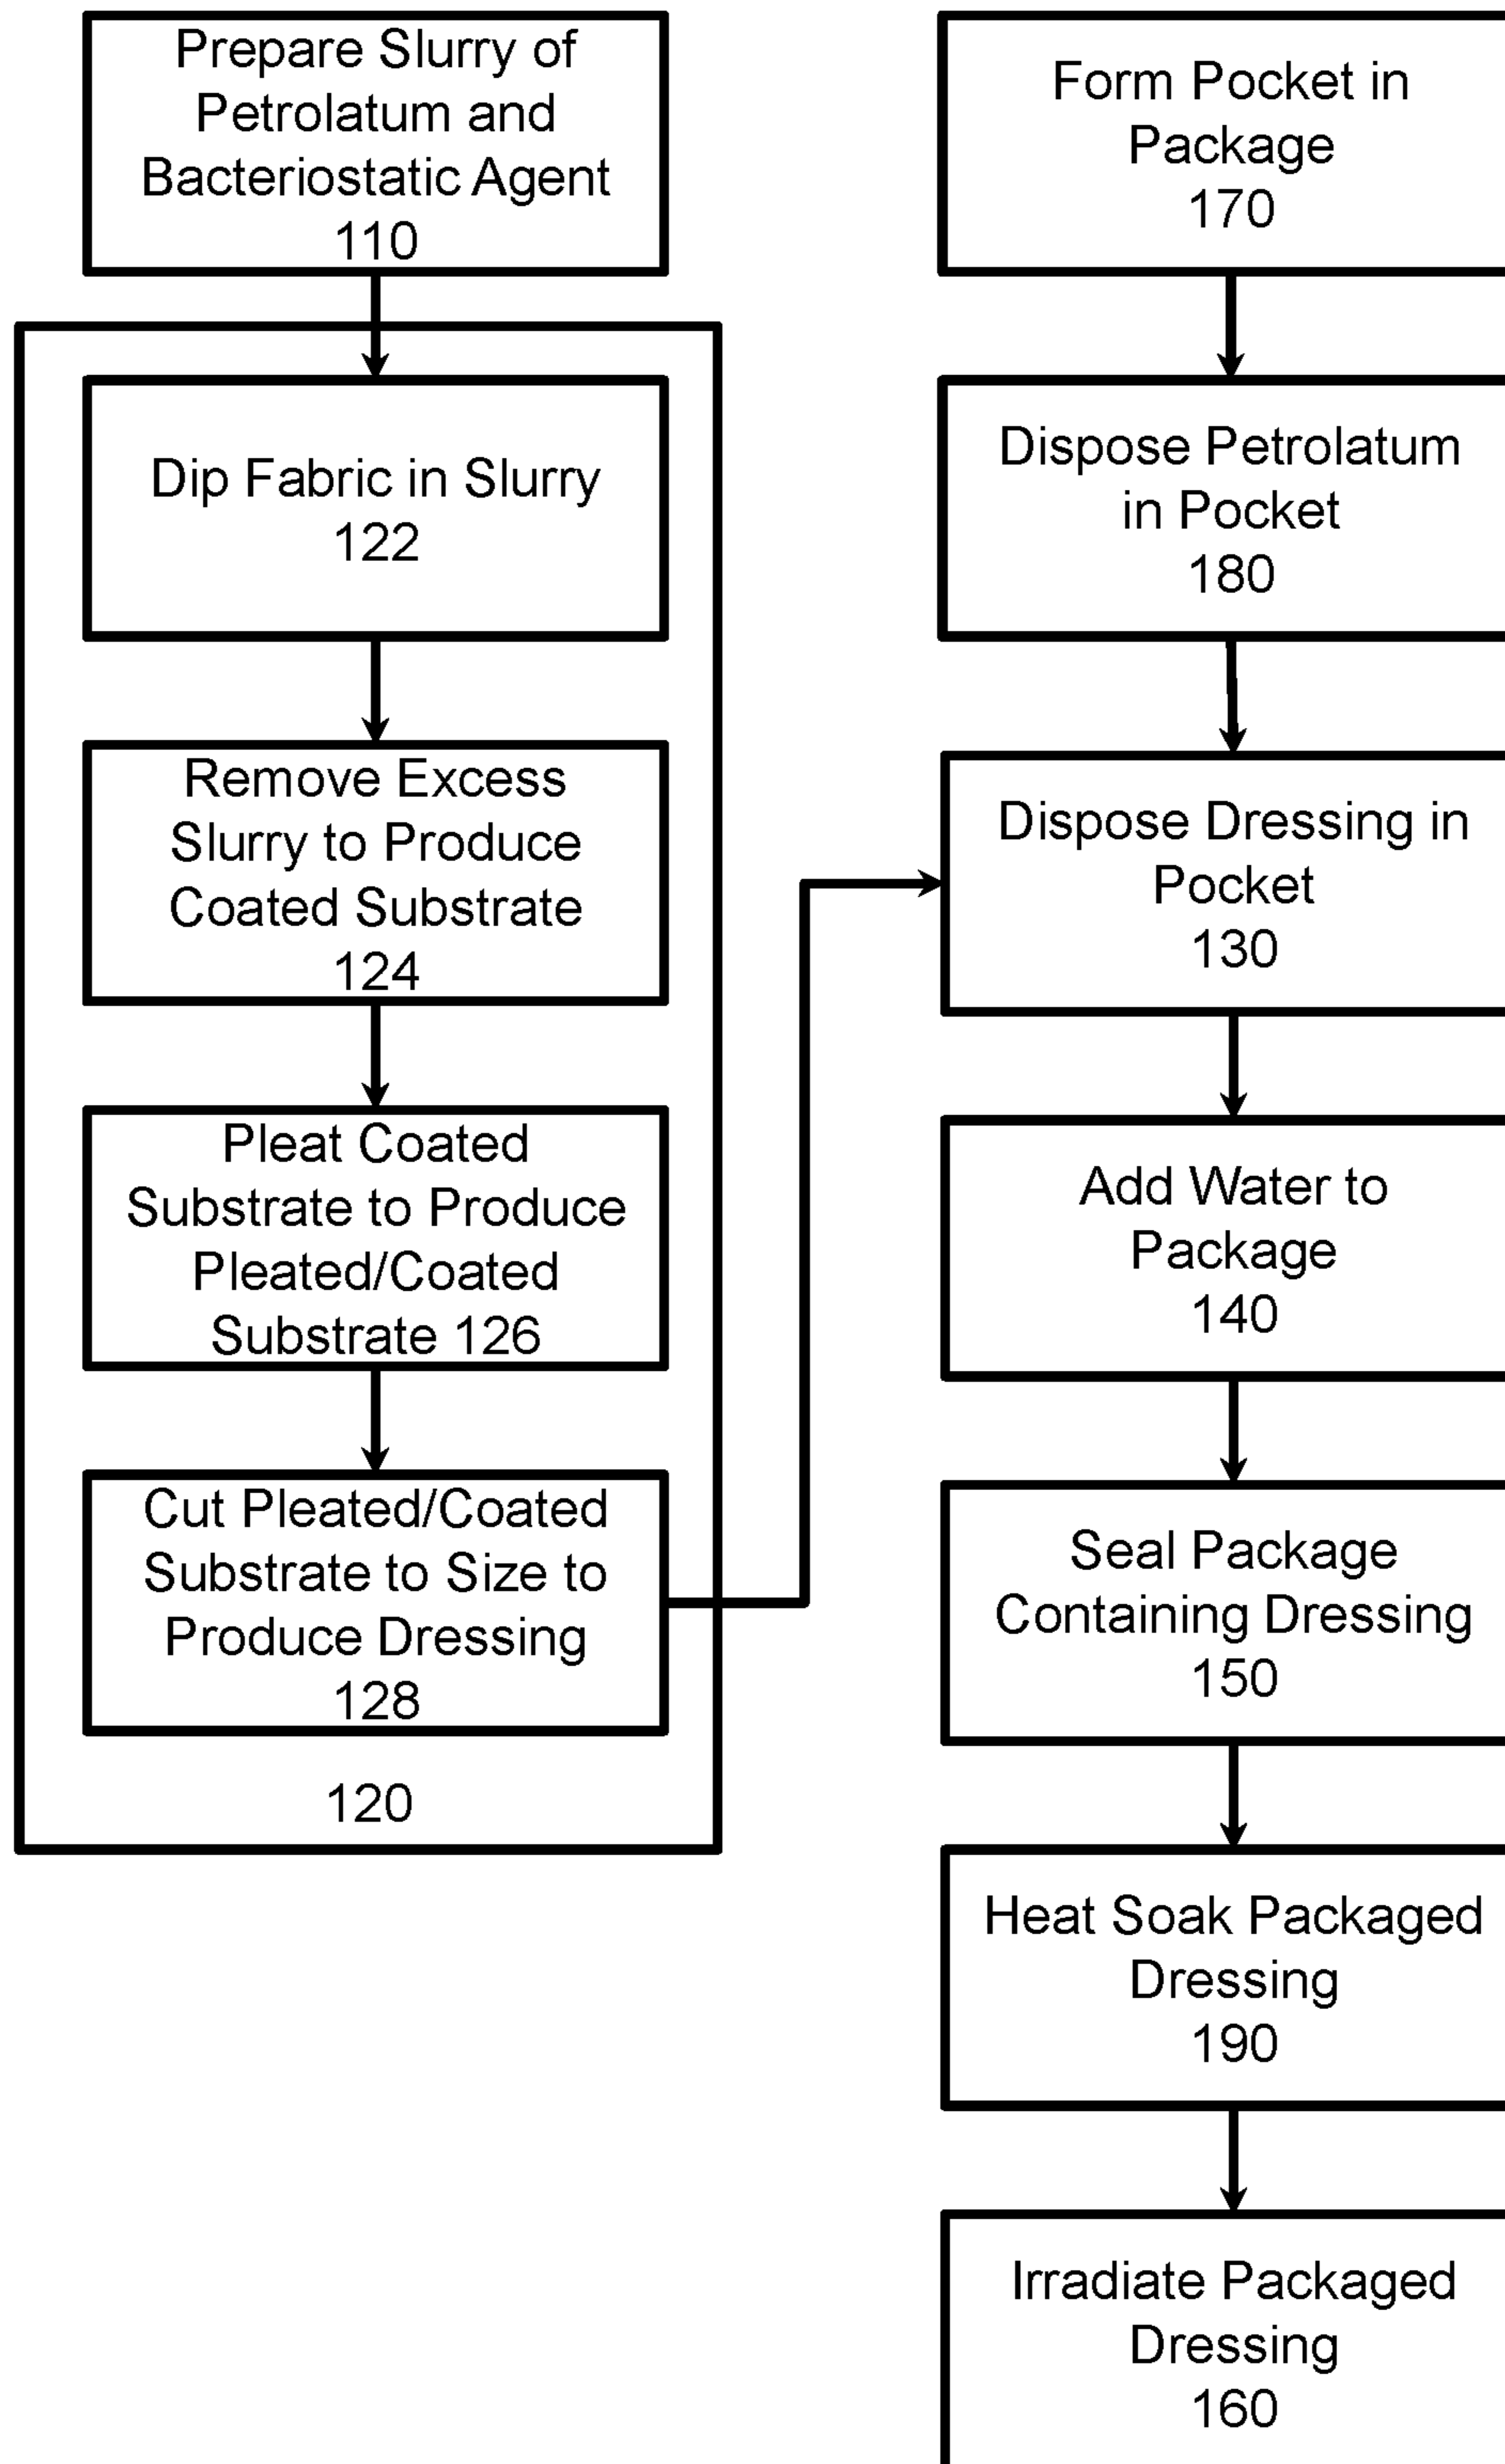 Prepare Slurry of
Petrolatum and
Bacteriostatic Agent
110
Dip Fabric in Slurry
122
Remove Excess
Slurry to Produce
Coated Substrate
124
Pleat Coated
Substrate to Produce
Pleated/Coated
Substrate 126
Cut Pleated/Coated
Substrate to Size to
Produce Dressing
128
120
Form Pocket in
Package
170
Dispose Petrolatum
in Pocket
180
Dispose Dressing in
Pocket
130
Add Water to
Package
140
Seal Package
Containing Dressing
150
Heat Soak Packaged
Dressing
190
Irradiate Packaged
Dressing
160